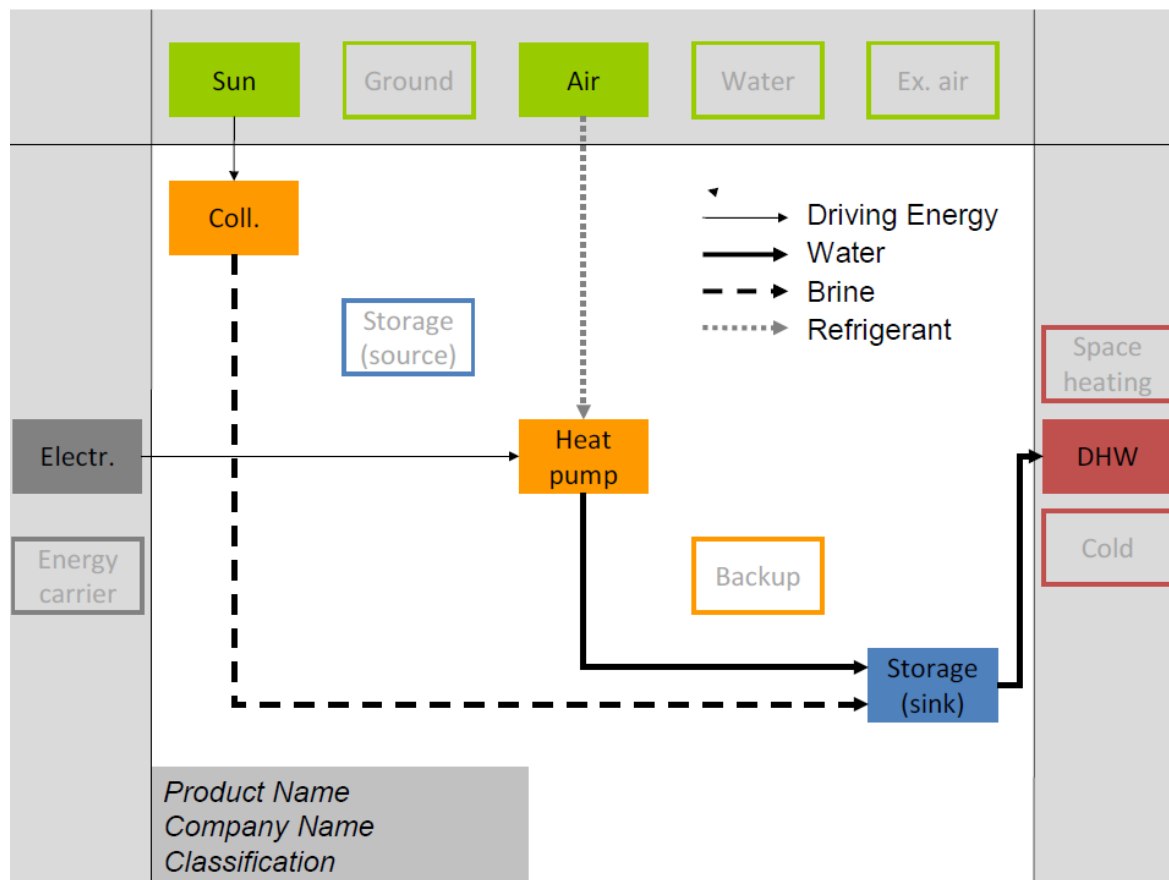 Sun
Ground
Air
Water
Ex. air
Coll.
Driving Energy
Water
Brine
Refrigerant
Storage
(source)
Space
heating
Electr.
Heat
pump
DHW
Energy
carrier
Backup
Cold
Storage
(sink)
Product Name
Company Name
Classification